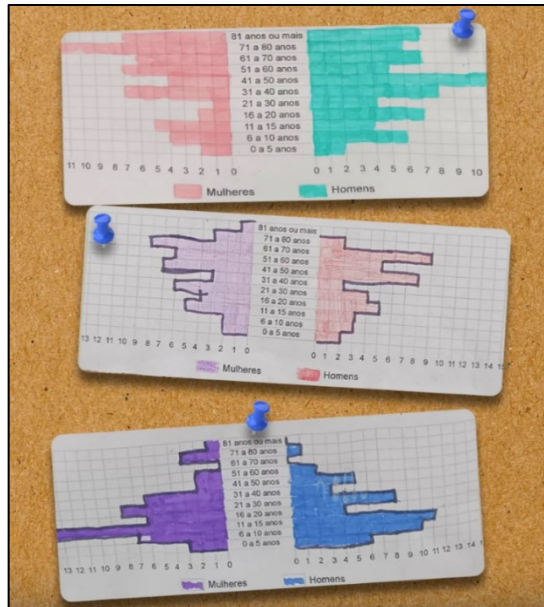 81 anos ou mais
71 a 80 anos
61 a 70 anos
51 a 60 anos
41 a 50 anos
31 a 40 anos
21 a 30 anos
16 a 20 anos
11 a 15 anos
6 a 10 anos
0 a 5 anos
11 10 9 8 7 6 5 4 3 2 1 0 0 1 2 3 4 5 6 7 8 9 10
Mulheres Homens
81 anos ou mais
71 a 80 anos
61 a 70 anos
51 a 60 anos
41 a 50 anos
31 a 40 anos
21 a 30 anos
16 a 20 anos
11 a 15 anos
6 a 10 anos
0 a 5 anos
13 12 11 10 9 8 7 6 5 4 3 2 1 0 0 1 2 3 4 5 6 7 8 9 10 11 12 13 14 15
Mulheres Homens
81 anos ou mais
71 a 80 anos
61 a 70 anos
51 a 60 anos
41 a 50 anos
31 a 40 anos
21 a 30 anos
16 a 20 anos
11 a 15 anos
6 a 10 anos
0 a 5 anos
13 12 11 10 9 8 7 6 5 4 3 2 1 0 0 1 2 3 4 5 6 7 8 9 10 11 12 13 14
Mulheres Homens